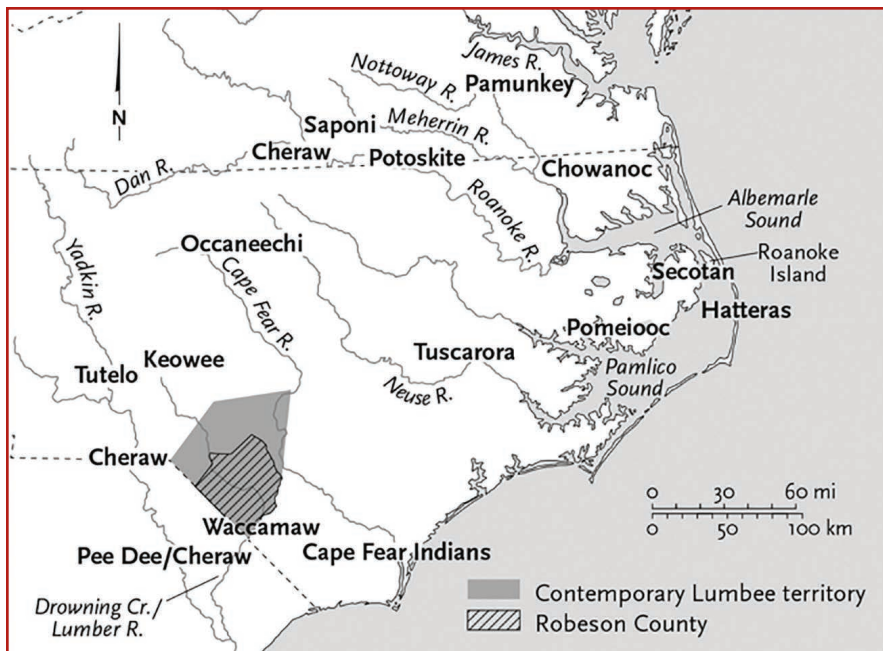 James R.
Nottoway R.
Pamunkey
N
Saponi
Meherrin R.
Cheraw
Potoskite
Chowanoc
Dan R.
Roanoke R.
Albemarle
Sound
Occaneechi
Yadkin R.
Cape Fear R.
Secotan
Roanoke
Island
Hatteras
Pomeiooc
Keowee
Tuscarora
Tutelo
Neuse R.
Pamlico
Sound
Cheraw
0 30 60 mi
0 50 100 km
Waccamaw
Pee Dee/Cheraw
Cape Fear Indians
Drowning Cr./
Lumber R.
Contemporary Lumbee territory
Robeson County